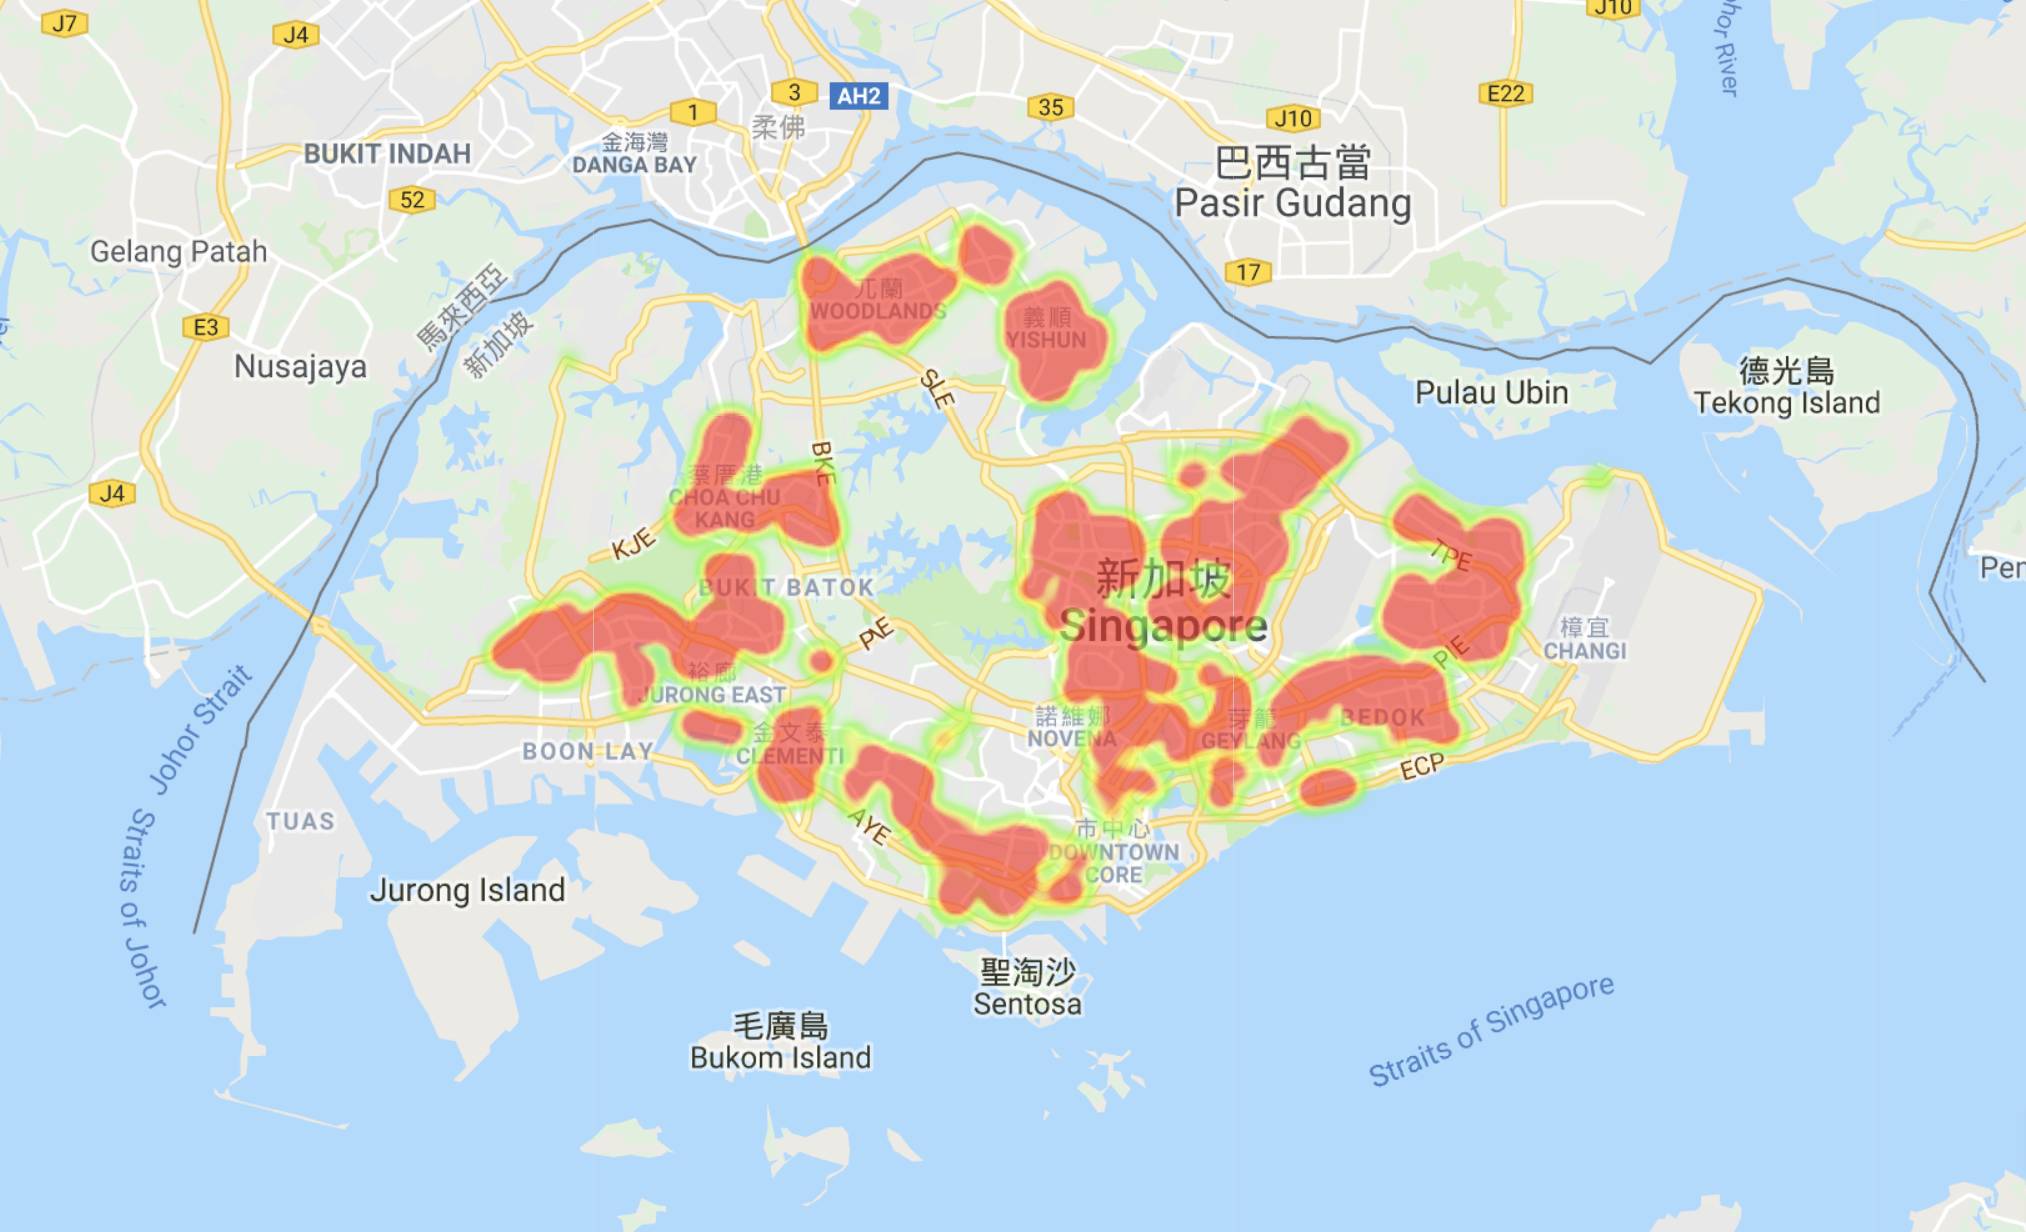 J7
J4
J10
Johor River
3
AH2
1
35
J10
E22
柔佛
金海灣
DANGA BAY
BUKIT INDAH
52
巴西古當
Pasir Gudang
Gelang Patah
17
馬來西亞
新加坡
E3
Nusajaya
兀蘭
WOODLANDS
義順
YISHUN
SLE
Pulau Ubin
德光島
Tekong Island
J4
BKE
蔡厝港
CHOA CHU
KANG
KJE
TPE
新加坡
Singapore
BUKIT BATOK
PIE
PIE
樟宜
CHANGI
裕廊
JURONG EAST
BOON LAY
金文泰
CLEMENTI
諾維娜
NOVENA
芽籠
GEYLANG
BEDOK
ECP
AYE
TUAS
Johor Strait
Straits of Johor
市中心
DOWNTOWN
CORE
Jurong Island
聖淘沙
Sentosa
毛廣島
Bukom Island
Straits of Singapore